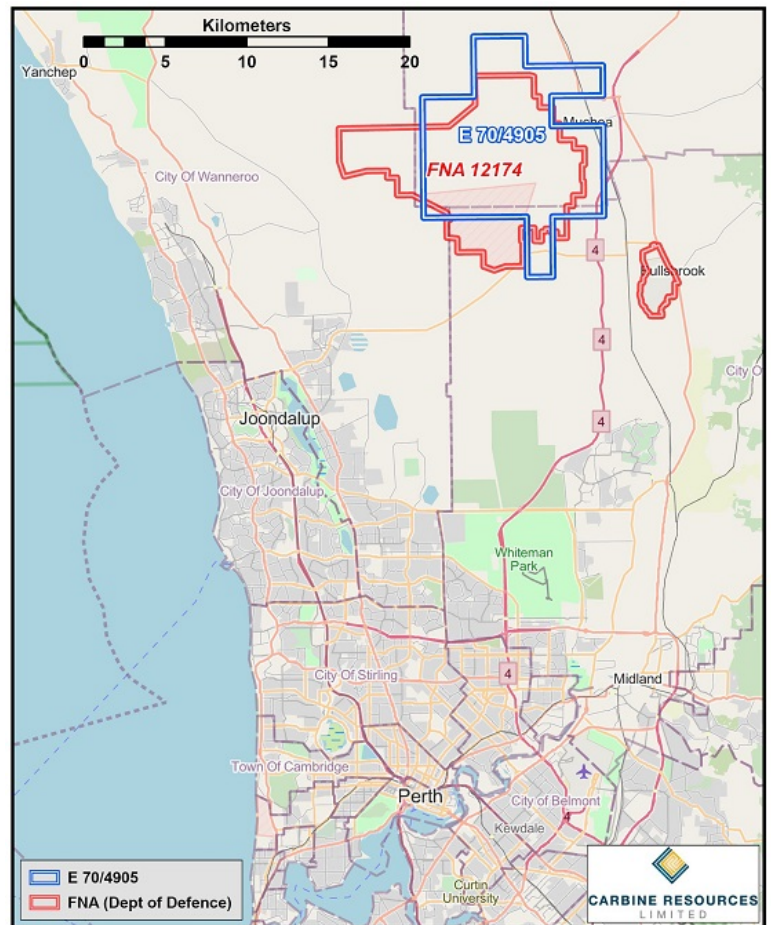 Kilometers
0 5 10 15 20
Yanchep
Muchea
E 70/4905
FNA 12174
City Of Wanneroo
4
Bullsbrook
4
City O
4
Joondalup
City Of Joondalup
Whiteman
Park
4
City Of Stirling
Midland
Town Of Cambridge
Perth
City of Belmont
4
Kewdale
Curtin
University
E 70/4905
FNA (Dept of Defence)
CARBINE RESOURCES
LIMITED